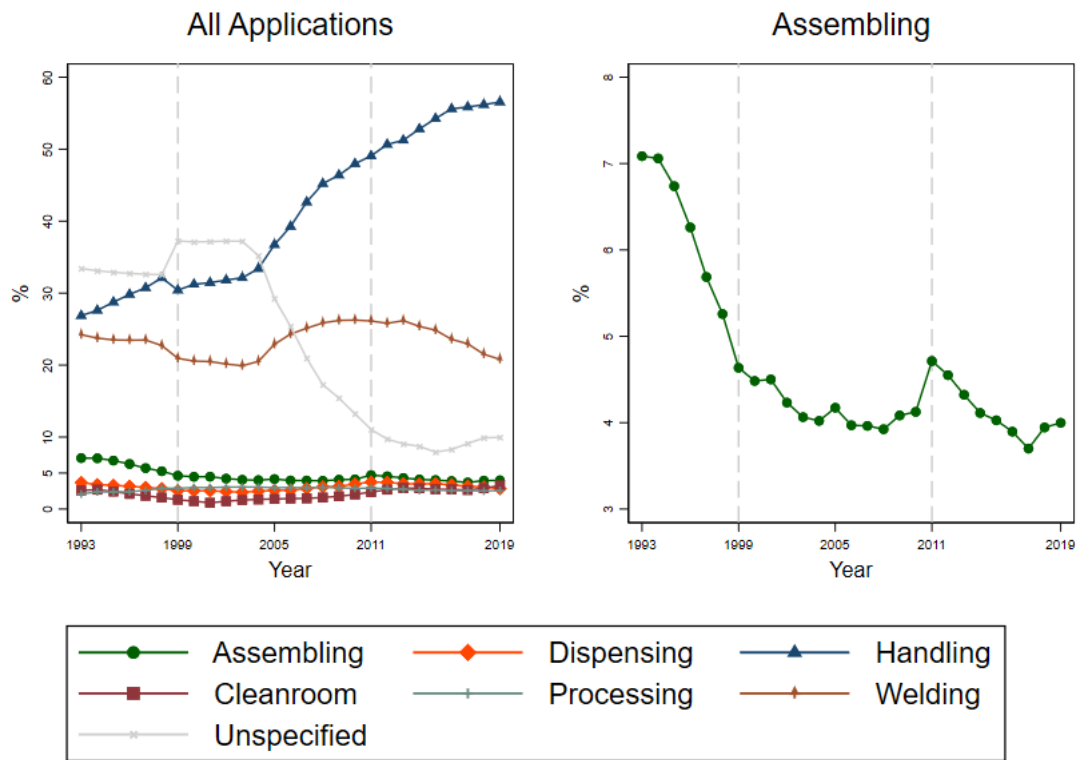 All Applications
%
60
50
40
30
20
10
5
0
1993 1999 2005 2011 2019
Year
Assembling
%
8
7
6
5
4
3
1993 1999 2005 2011 2019
Year
Assembling Dispensing Handling
Cleanroom Processing Welding
Unspecified